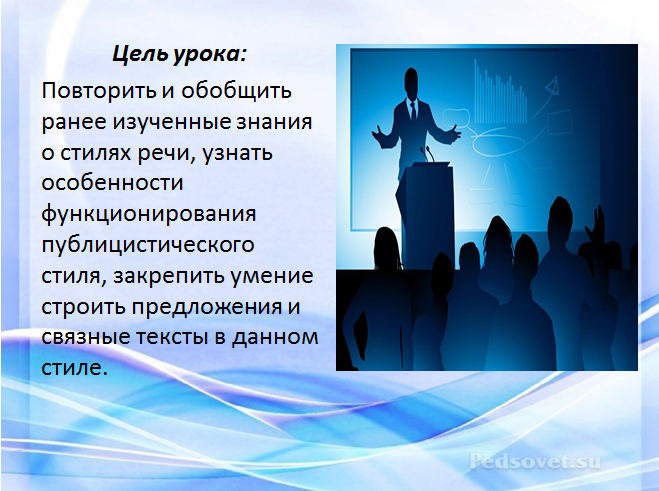 Цель урока:
Повторить и обобщить
ранее изученные знания
о стилях речи, узнать
особенности
функционирования
публицистического
стиля, закрепить умение
строить предложения и
связные тексты в данном
стиле.
Pedsovet.su